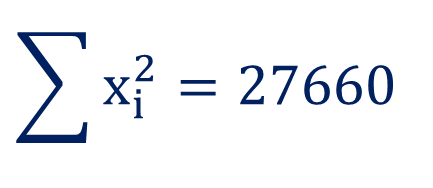 ∑ xᵢ² = 27660